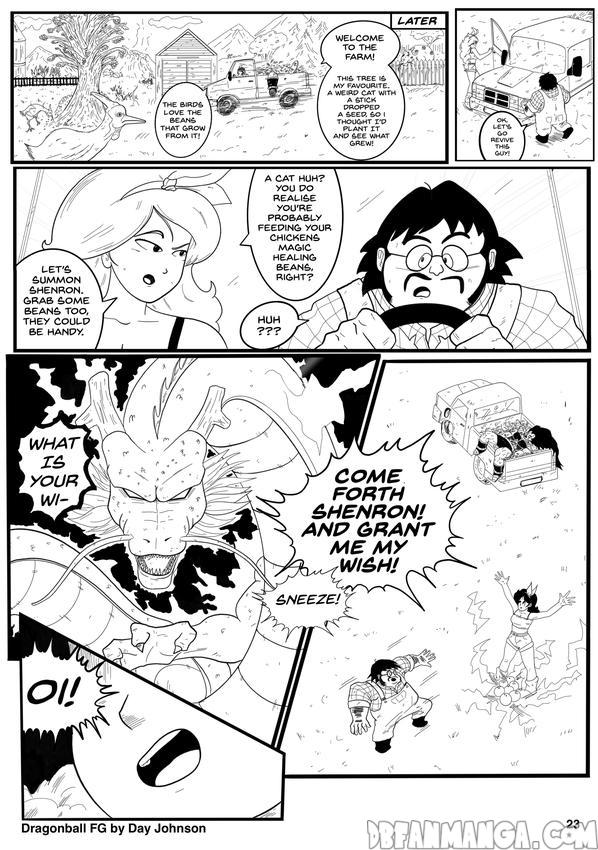 OK,
LET'S
GO
REVIVE
THIS
GUY!
LATER
WELCOME
TO THE
FARM!
THIS TREE IS
MY FAVOURITE.
A WEIRD CAT WITH
A STICK
DROPPED
A SEED, SO I
THOUGHT I'D
PLANT IT
AND SEE WHAT
GREW!
THE BIRDS
LOVE THE
BEANS
THAT GROW
FROM IT!
A CAT HUH?
YOU DO
REALISE
YOU'RE
PROBABLY
FEEDING YOUR
CHICKENS
MAGIC
HEALING
BEANS,
RIGHT?
HUH
???
LET'S
SUMMON
SHENRON.
GRAB SOME
BEANS TOO,
THEY COULD
BE HANDY.
COME
FORTH
SHENRON!
AND GRANT
ME MY
WISH!
WHAT
IS
YOUR
WI-
SNEEZE!
OI!
Dragonball FG by Day Johnson
23
DBFANMANGA.COM